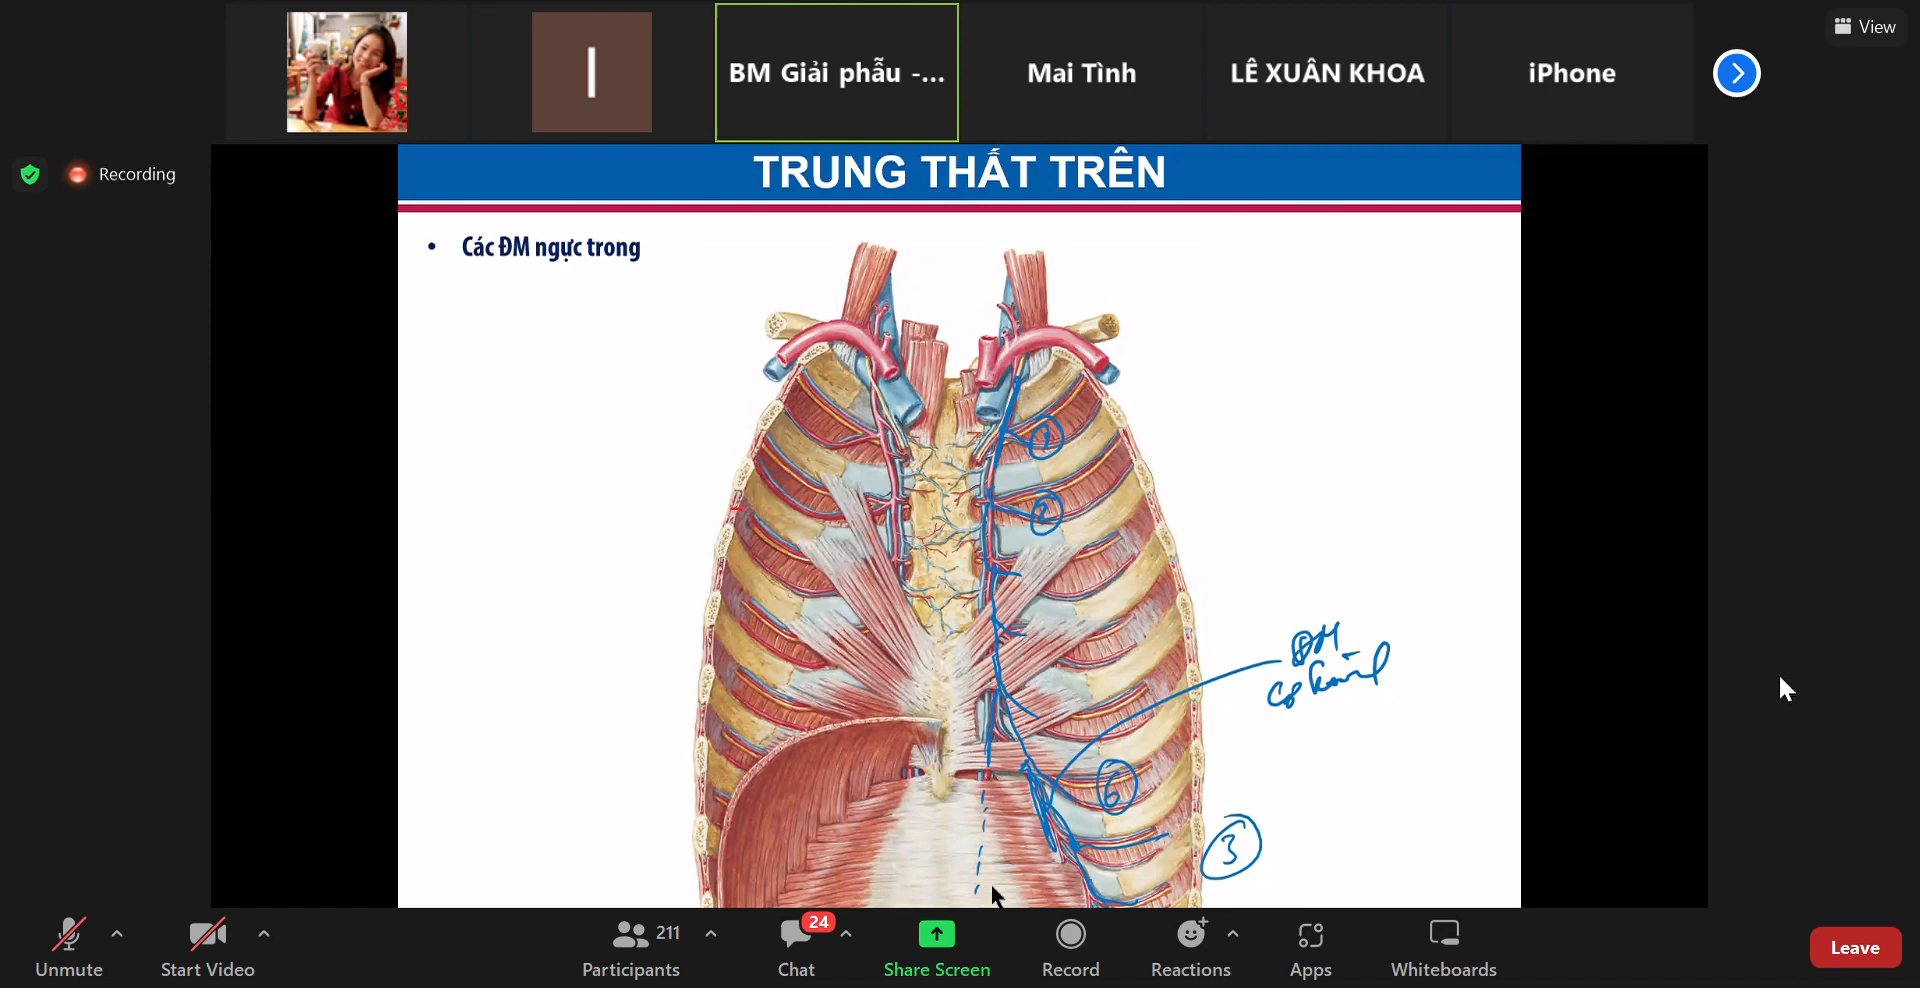 View
I
BM Giải phẫu -...
Mai Tình
LÊ XUÂN KHOA
iPhone
Recording
TRUNG THẤT TRÊN
• Các ĐM ngực trong
1
2
ĐM
cơ hoành
6
3
Unmute
Start Video
211
Participants
24
Chat
Share Screen
Record
Reactions
Apps
Whiteboards
Leave